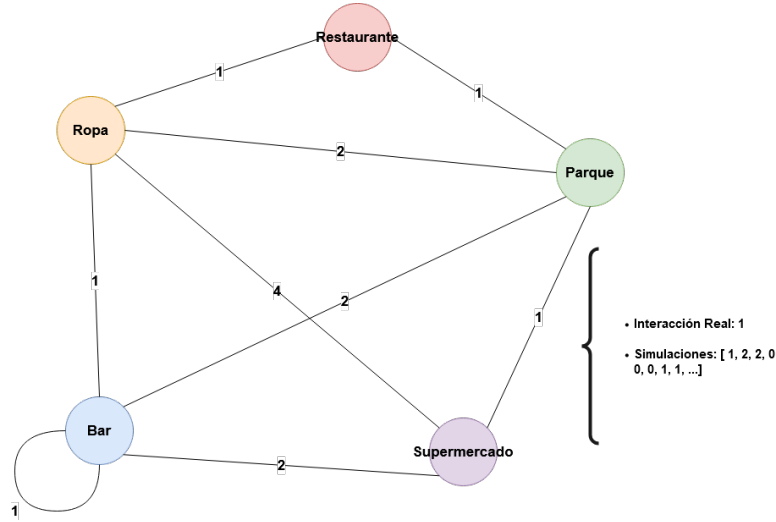 Restaurante
1
1
Ropa
2
Parque
1
4
2
1
• Interacción Real: 1
• Simulaciones: [ 1, 2, 2, 0
0, 0, 1, 1, ...]
Bar
Supermercado
2
1